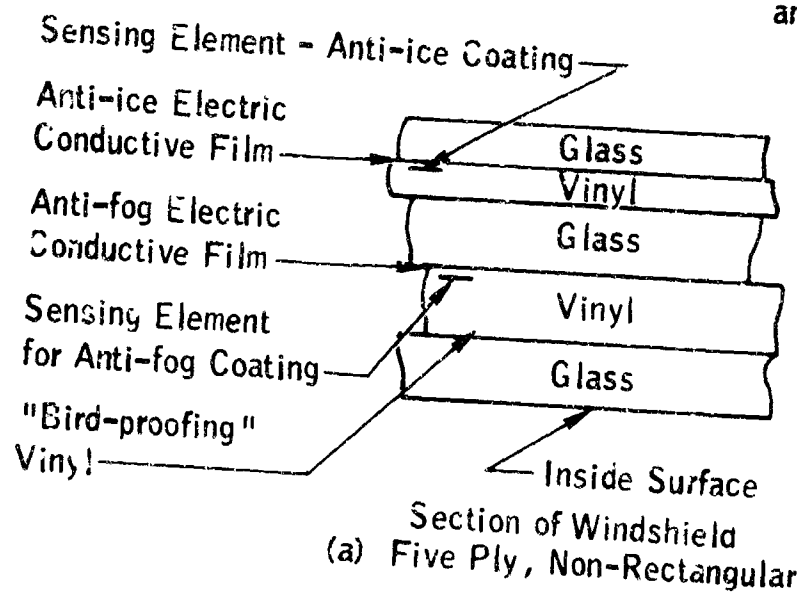 ar
Sensing Element - Anti-ice Coating
Anti-ice Electric
Conductive Film
Glass
Vinyl
Anti-fog Electric
Conductive Film
Glass
Sensing Element
for Anti-fog Coating
Vinyl
Glass
"Bird-proofing"
Vinyl
Inside Surface
Section of Windshield
(a) Five Ply, Non-Rectangular